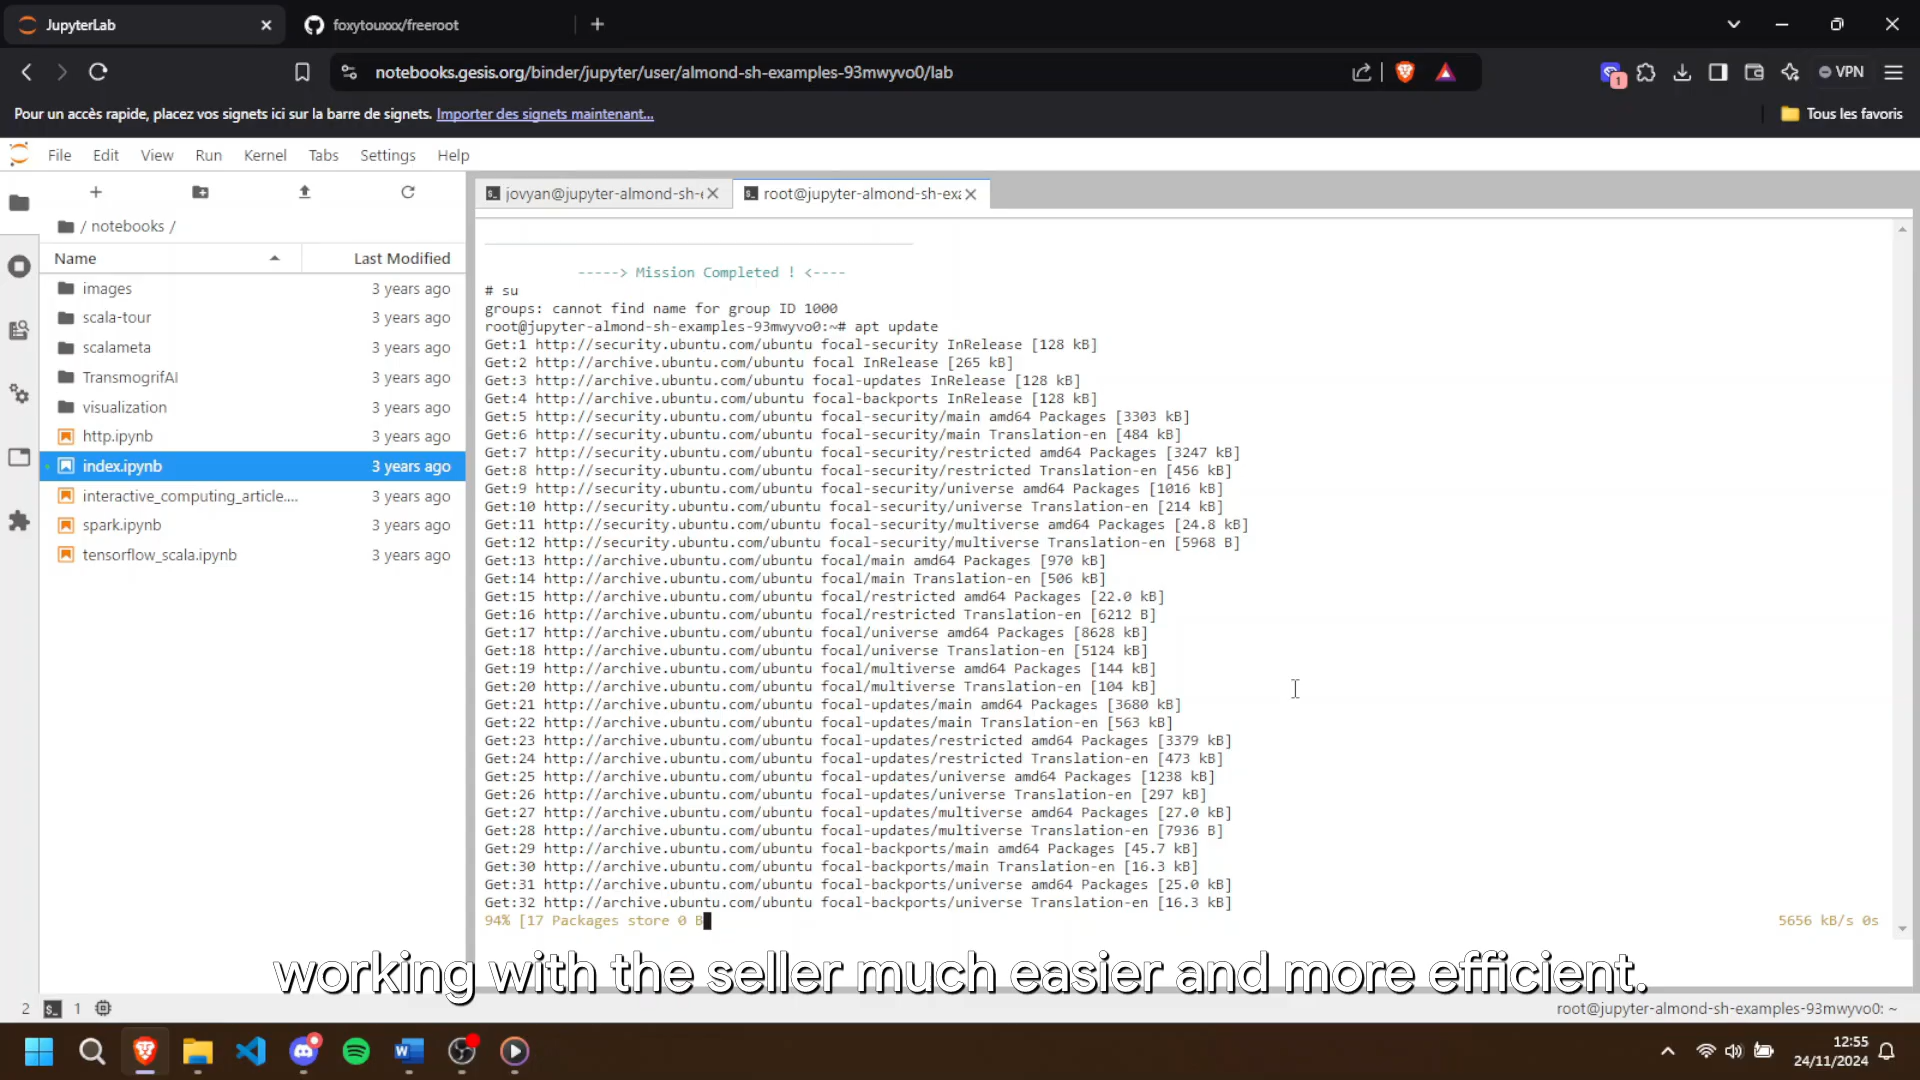 JupyterLab
foxytouxxx/freeroot
notebooks.gesis.org/binder/jupyter/user/almond-sh-examples-93mwyvo0/lab
1
VPN
Pour un accès rapide, placez vos signets ici sur la barre de signets. Importer des signets maintenant...
Tous les favoris
File Edit View Run Kernel Tabs Settings Help
jovyan@jupyter-almond-sh-e
root@jupyter-almond-sh-exa
/ notebooks /
Name Last Modified
images 3 years ago
scala-tour 3 years ago
scalameta 3 years ago
TransmogrifAI 3 years ago
visualization 3 years ago
http.ipynb 3 years ago
index.ipynb 3 years ago
interactive_computing_article.... 3 years ago
spark.ipynb 3 years ago
tensorflow_scala.ipynb 3 years ago
-----> Mission Completed ! <----
# su
groups: cannot find name for group ID 1000
root@jupyter-almond-sh-examples-93mwyvo0:~# apt update
Get:1 http://security.ubuntu.com/ubuntu focal-security InRelease [128 kB]
Get:2 http://archive.ubuntu.com/ubuntu focal InRelease [265 kB]
Get:3 http://archive.ubuntu.com/ubuntu focal-updates InRelease [128 kB]
Get:4 http://archive.ubuntu.com/ubuntu focal-backports InRelease [128 kB]
Get:5 http://security.ubuntu.com/ubuntu focal-security/main amd64 Packages [3303 kB]
Get:6 http://security.ubuntu.com/ubuntu focal-security/main Translation-en [484 kB]
Get:7 http://security.ubuntu.com/ubuntu focal-security/restricted amd64 Packages [3247 kB]
Get:8 http://security.ubuntu.com/ubuntu focal-security/restricted Translation-en [456 kB]
Get:9 http://security.ubuntu.com/ubuntu focal-security/universe amd64 Packages [1016 kB]
Get:10 http://security.ubuntu.com/ubuntu focal-security/universe Translation-en [214 kB]
Get:11 http://security.ubuntu.com/ubuntu focal-security/multiverse amd64 Packages [24.8 kB]
Get:12 http://security.ubuntu.com/ubuntu focal-security/multiverse Translation-en [5968 B]
Get:13 http://archive.ubuntu.com/ubuntu focal/main amd64 Packages [970 kB]
Get:14 http://archive.ubuntu.com/ubuntu focal/main Translation-en [506 kB]
Get:15 http://archive.ubuntu.com/ubuntu focal/restricted amd64 Packages [22.0 kB]
Get:16 http://archive.ubuntu.com/ubuntu focal/restricted Translation-en [6212 B]
Get:17 http://archive.ubuntu.com/ubuntu focal/universe amd64 Packages [8628 kB]
Get:18 http://archive.ubuntu.com/ubuntu focal/universe Translation-en [5124 kB]
Get:19 http://archive.ubuntu.com/ubuntu focal/multiverse amd64 Packages [144 kB]
Get:20 http://archive.ubuntu.com/ubuntu focal/multiverse Translation-en [104 kB]
Get:21 http://archive.ubuntu.com/ubuntu focal-updates/main amd64 Packages [3680 kB]
Get:22 http://archive.ubuntu.com/ubuntu focal-updates/main Translation-en [563 kB]
Get:23 http://archive.ubuntu.com/ubuntu focal-updates/restricted amd64 Packages [3379 kB]
Get:24 http://archive.ubuntu.com/ubuntu focal-updates/restricted Translation-en [473 kB]
Get:25 http://archive.ubuntu.com/ubuntu focal-updates/universe amd64 Packages [1238 kB]
Get:26 http://archive.ubuntu.com/ubuntu focal-updates/universe Translation-en [297 kB]
Get:27 http://archive.ubuntu.com/ubuntu focal-updates/multiverse amd64 Packages [27.0 kB]
Get:28 http://archive.ubuntu.com/ubuntu focal-updates/multiverse Translation-en [7936 B]
Get:29 http://archive.ubuntu.com/ubuntu focal-backports/main amd64 Packages [45.7 kB]
Get:30 http://archive.ubuntu.com/ubuntu focal-backports/main Translation-en [16.3 kB]
Get:31 http://archive.ubuntu.com/ubuntu focal-backports/universe amd64 Packages [25.0 kB]
Get:32 http://archive.ubuntu.com/ubuntu focal-backports/universe Translation-en [16.3 kB]
94% [17 Packages store 0 B 5656 kB/s 0s
working with the seller much easier and more efficient.
2 1 root@jupyter-almond-sh-examples-93mwyvo0: ~
12:55
24/11/2024